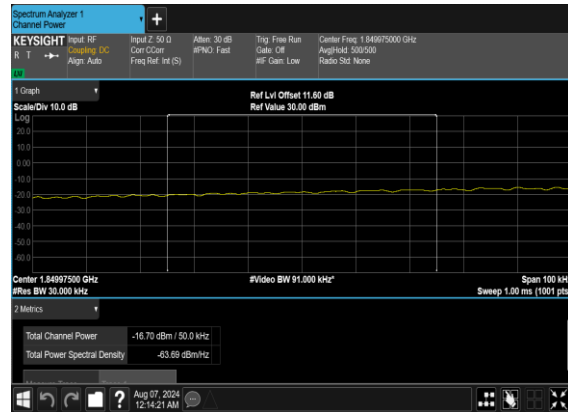 Spectrum Analyzer 1
Channel Power
+
KEYSIGHT
R T
LW
Input: RF
Coupling: DC
Align: Auto
Input Z: 50 Ω
Corr CCorr
Freq Ref: Int (S)
Atten: 30 dB
#PNO: Fast
Trig: Free Run
Gate: Off
#IF Gain: Low
Center Freq: 1.849975000 GHz
Avg|Hold: 500/500
Radio Std: None
1 Graph
Scale/Div 10.0 dB
Ref Lvl Offset 11.60 dB
Ref Value 30.00 dBm
Log
20.0
10.0
0.00
-10.0
-20.0
-30.0
-40.0
-50.0
-60.0
Center 1.84997500 GHz
#Res BW 30.000 kHz
#Video BW 91.000 kHz*
Span 100 kH
Sweep 1.00 ms (1001 pts
2 Metrics
Total Channel Power
-16.70 dBm / 50.0 kHz
Total Power Spectral Density
-63.69 dBm/Hz
?
Aug 07, 2024
12:14:21 AM